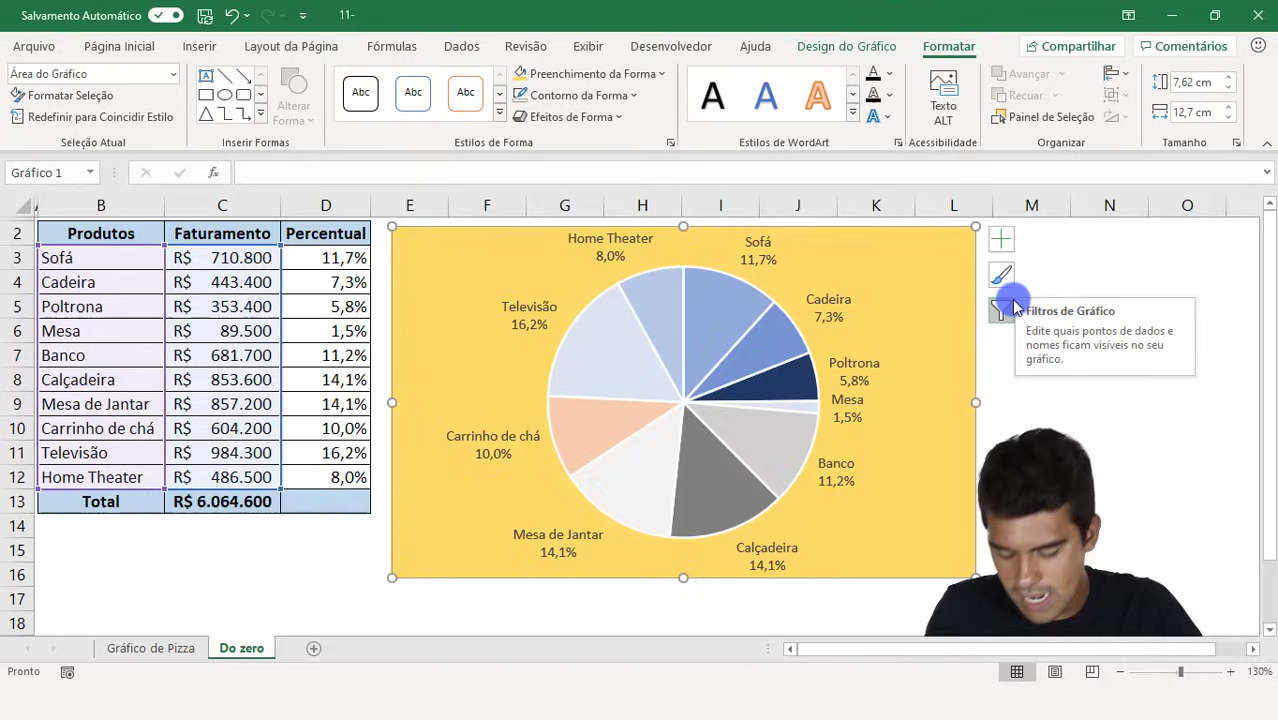 Salvamento Automático
11-
Arquivo Página Inicial Inserir Layout da Página Fórmulas Dados Revisão Exibir Desenvolvedor Ajuda Design do Gráfico Formatar Compartilhar Comentários
Área do Gráfico
Formatar Seleção
Redefinir para Coincidir Estilo
Seleção Atual
Alterar
Forma
Inserir Formas
Abc Abc Abc
Preenchimento da Forma
Contorno da Forma
Efeitos de Forma
Estilos de Forma
A A A
Estilos de WordArt
Texto
ALT
Acessibilidade
Avançar
Recuar
Painel de Seleção
Organizar
7,62 cm
12,7 cm
Tamanho
Gráfico 1
fx
B C D E F G H I J K L M N O
2 Produtos Faturamento Percentual
3 Sofá R$ 710.800 11,7%
4 Cadeira R$ 443.400 7,3%
5 Poltrona R$ 353.400 5,8%
6 Mesa R$ 89.500 1,5%
7 Banco R$ 681.700 11,2%
8 Calçadeira R$ 853.600 14,1%
9 Mesa de Jantar R$ 857.200 14,1%
10 Carrinho de chá R$ 604.200 10,0%
11 Televisão R$ 984.300 16,2%
12 Home Theater R$ 486.500 8,0%
13 Total R$ 6.064.600
14
15
16
17
18
Home Theater
8,0%
Sofá
11,7%
Televisão
16,2%
Cadeira
7,3%
Poltrona
5,8%
Mesa
1,5%
Carrinho de chá
10,0%
Banco
11,2%
Mesa de Jantar
14,1%
Calçadeira
14,1%
Filtros de Gráfico
Edite quais pontos de dados e
nomes ficam visíveis no seu
gráfico.
Gráfico de Pizza Do zero
Pronto
130%